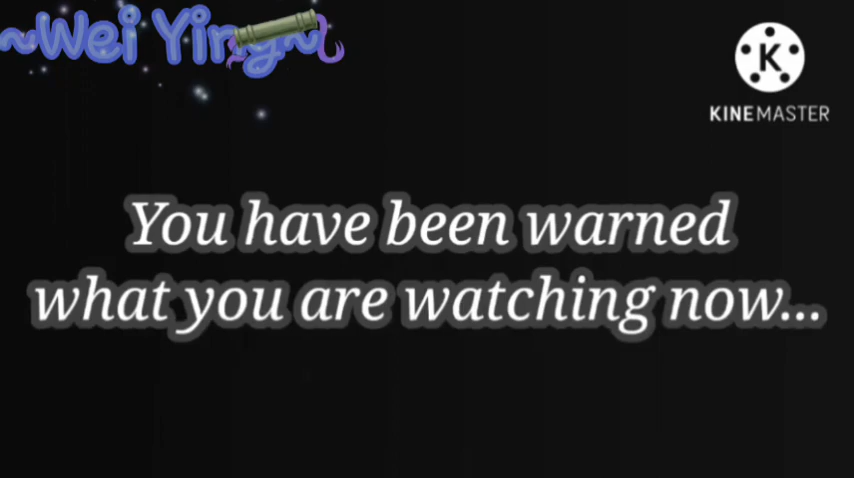 ~Wei Ying~
K
KINEMASTER
You have been warned
what you are watching now...